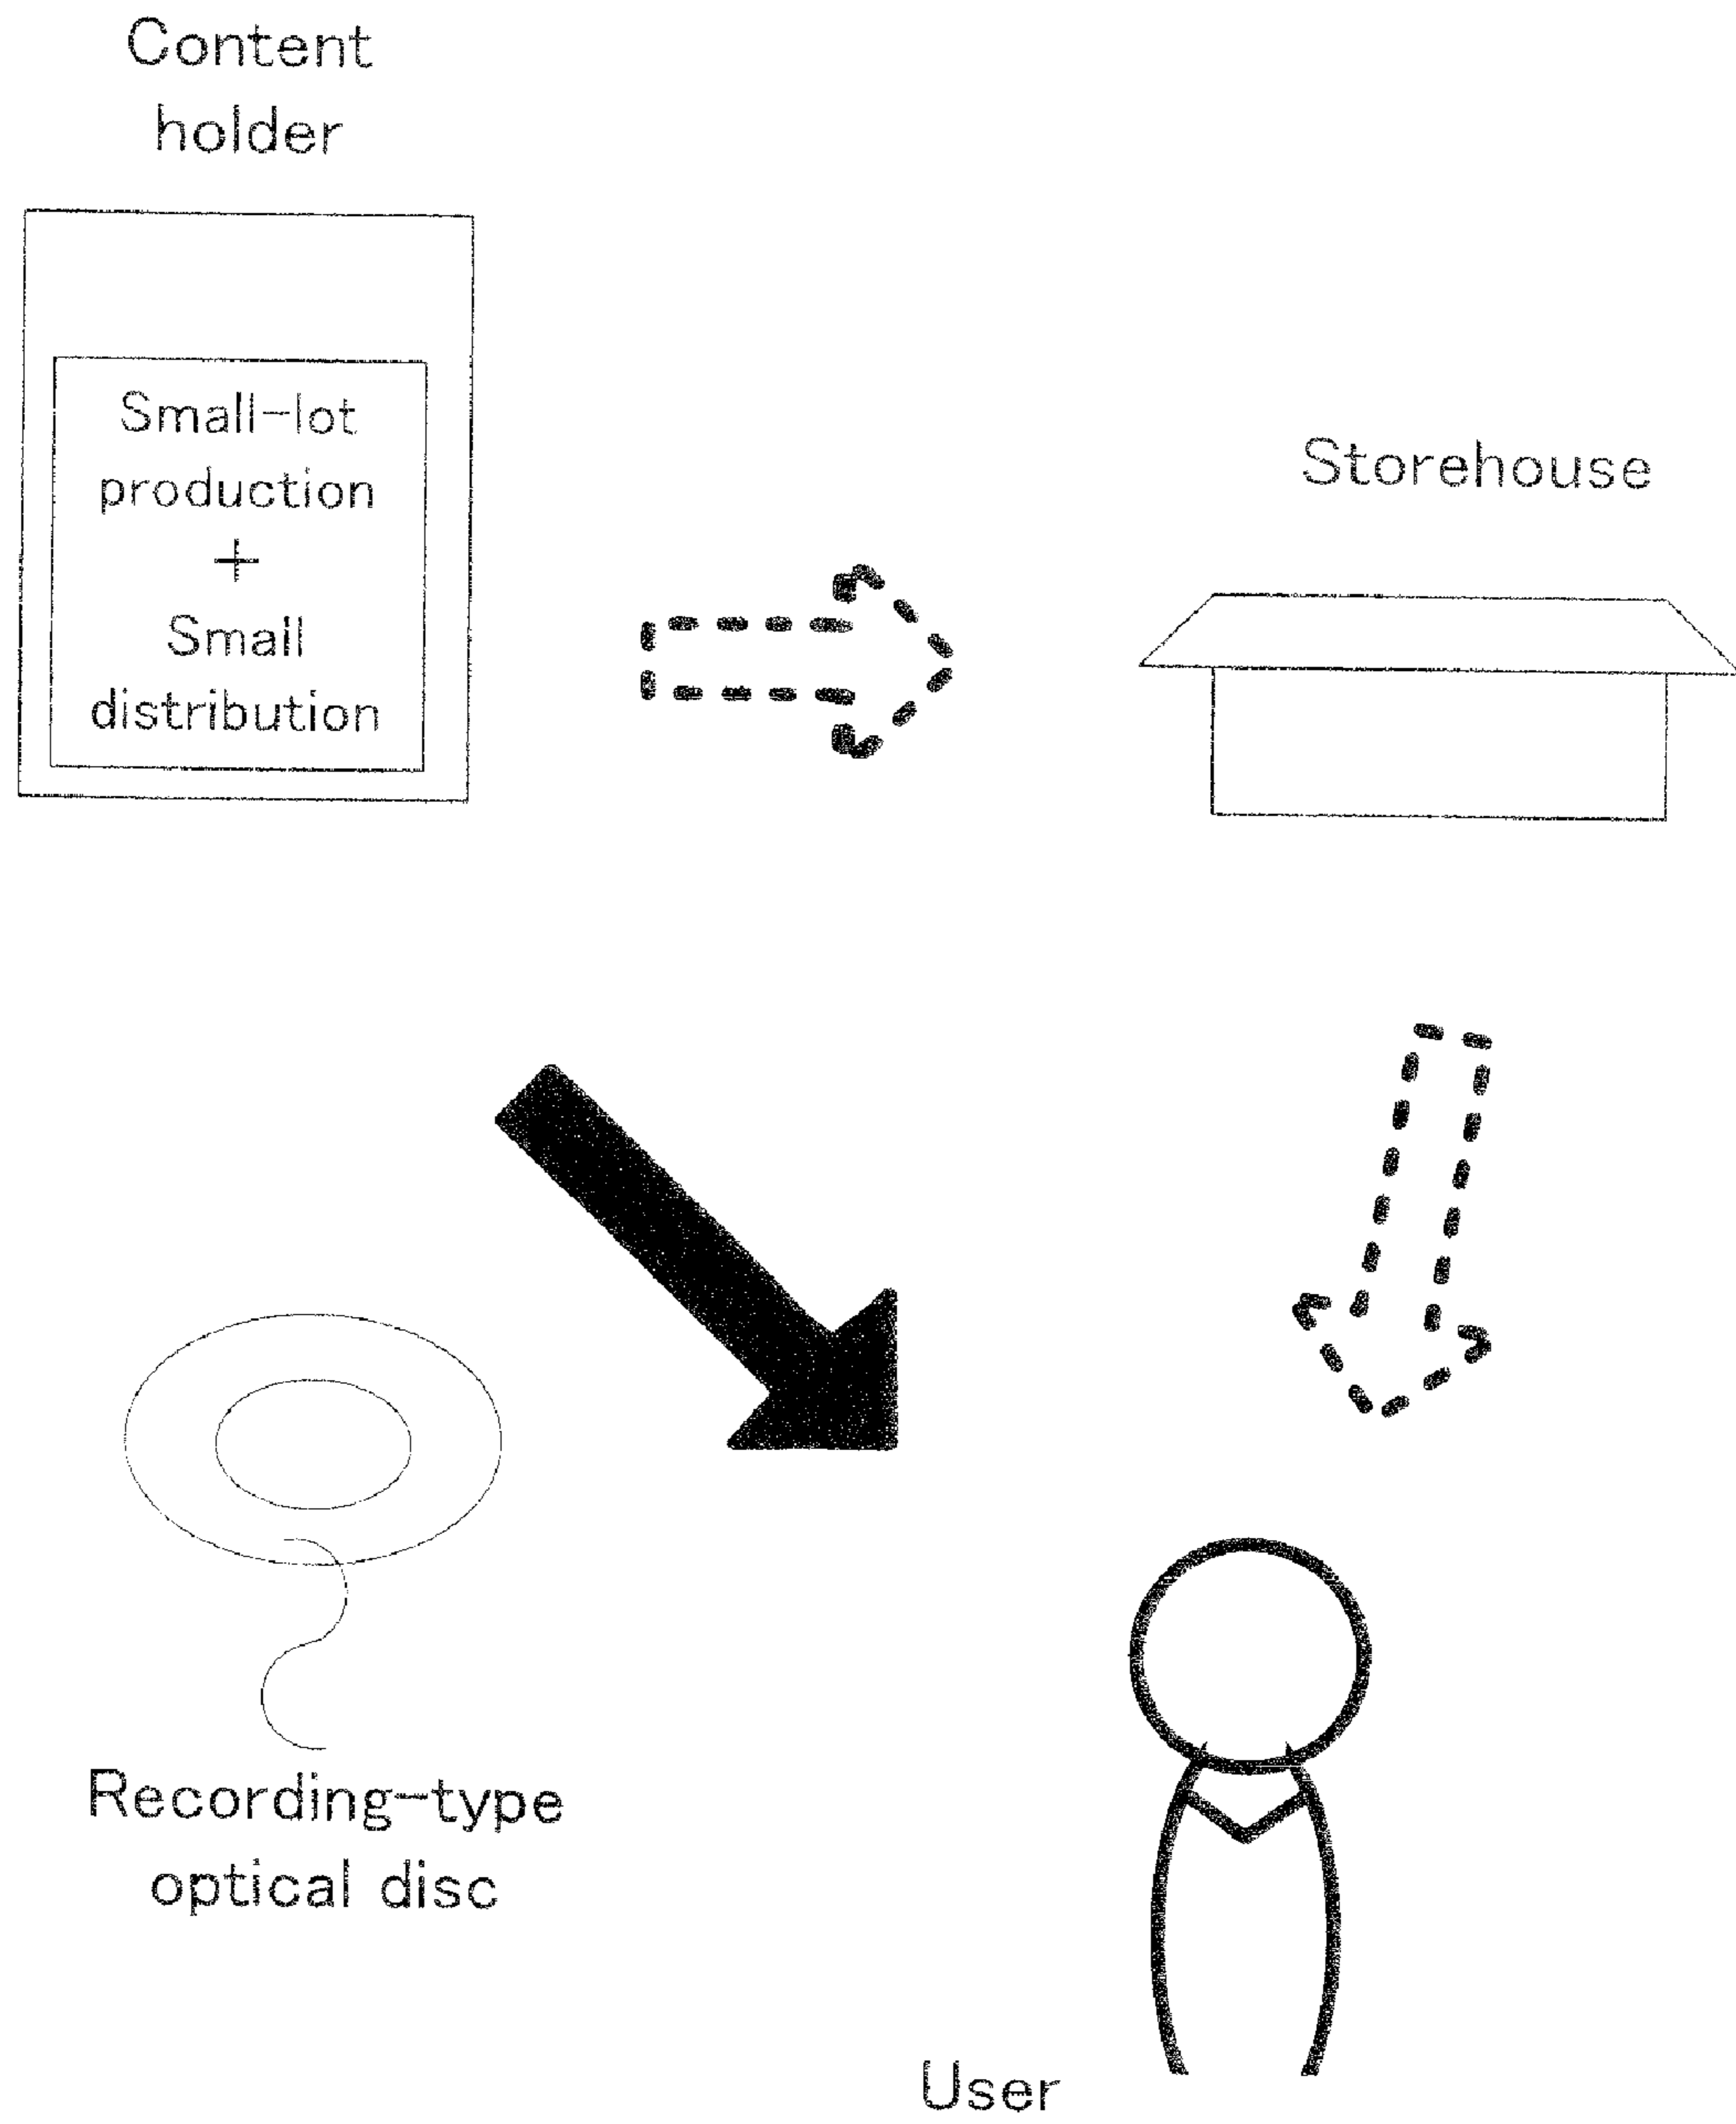 Content
holder
Small-lot
production
+
Small
distribution
Storehouse
Recording-type
optical disc
User